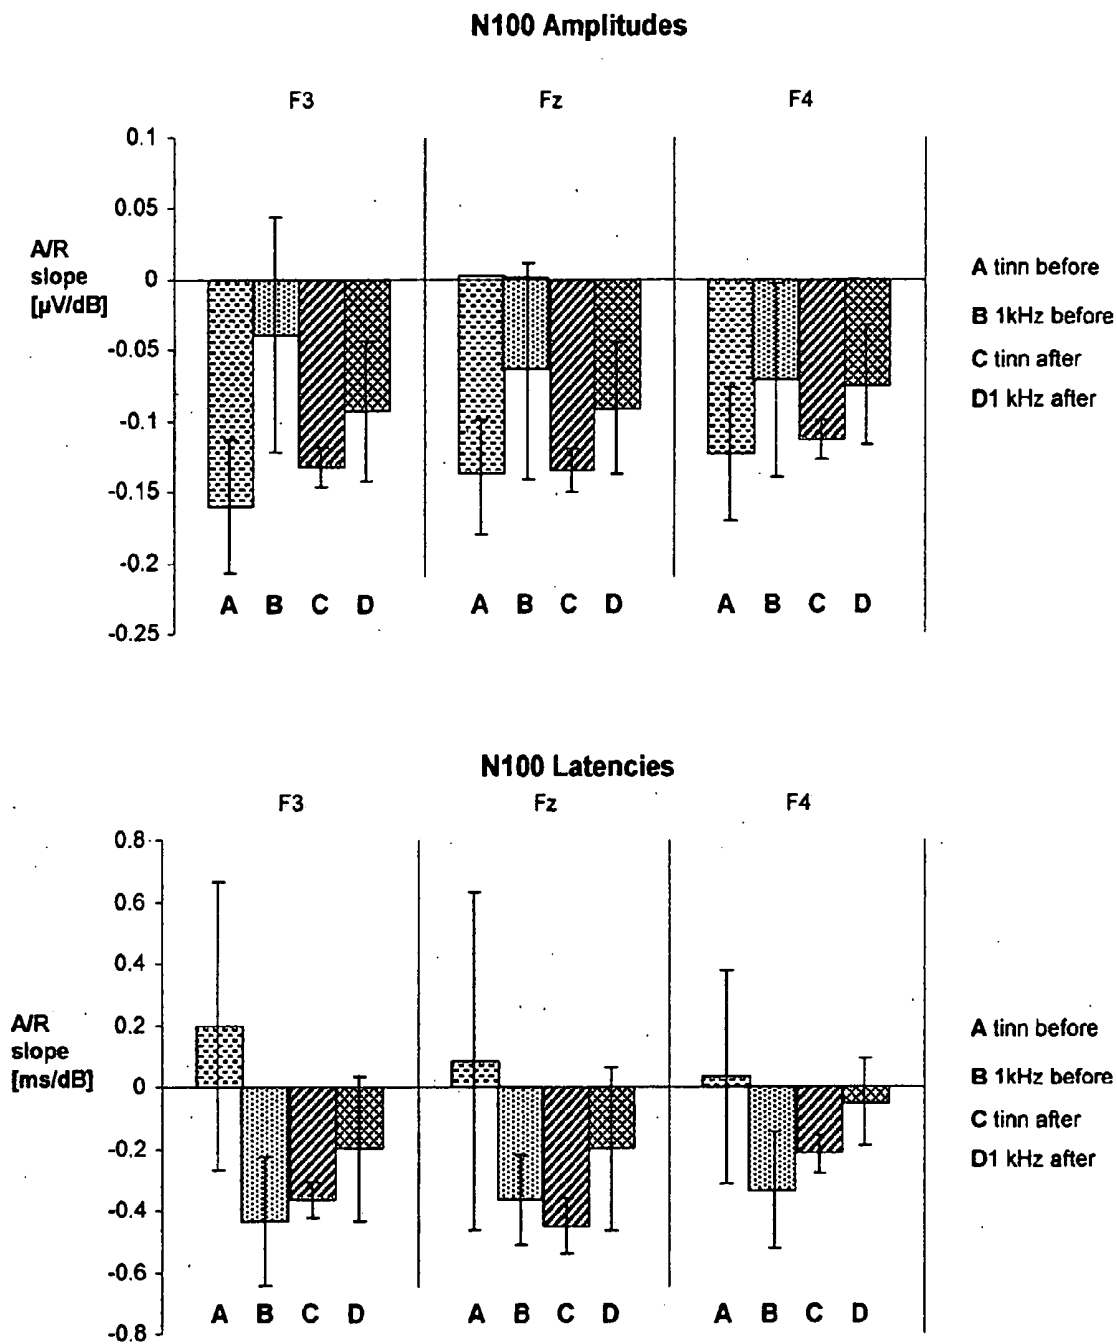 N100 Amplitudes
F3 Fz F4
0.1
0.05
A/R
slope
[µV/dB]
0
-0.05
-0.1
-0.15
-0.2
-0.25
A B C D A B C D A B C D
A tinn before
B 1kHz before
C tinn after
D1 kHz after
N100 Latencies
F3 Fz F4
0.8
0.6
0.4
0.2
A/R
slope
[ms/dB]
0
-0.2
-0.4
-0.6
-0.8
A B C D A B C D A B C D
A tinn before
B 1kHz before
C tinn after
D1 kHz after